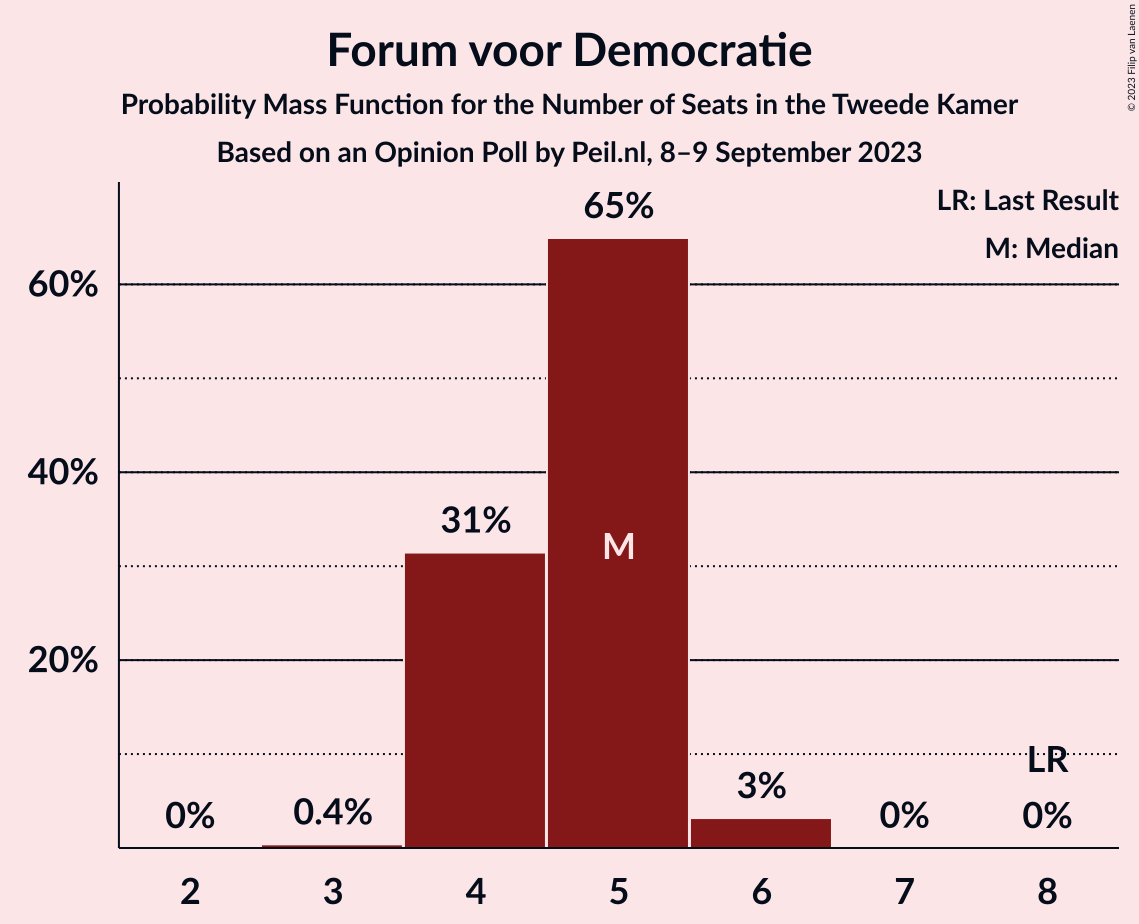 Forum voor Democratie
Probability Mass Function for the Number of Seats in the Tweede Kamer
Based on an Opinion Poll by Peil.nl, 8–9 September 2023
© 2023 Filip van Laenen
LR: Last Result
M: Median
60%
40%
20%
0%
0.4%
31%
65%
M
3%
0%
LR
0%
2 3 4 5 6 7 8